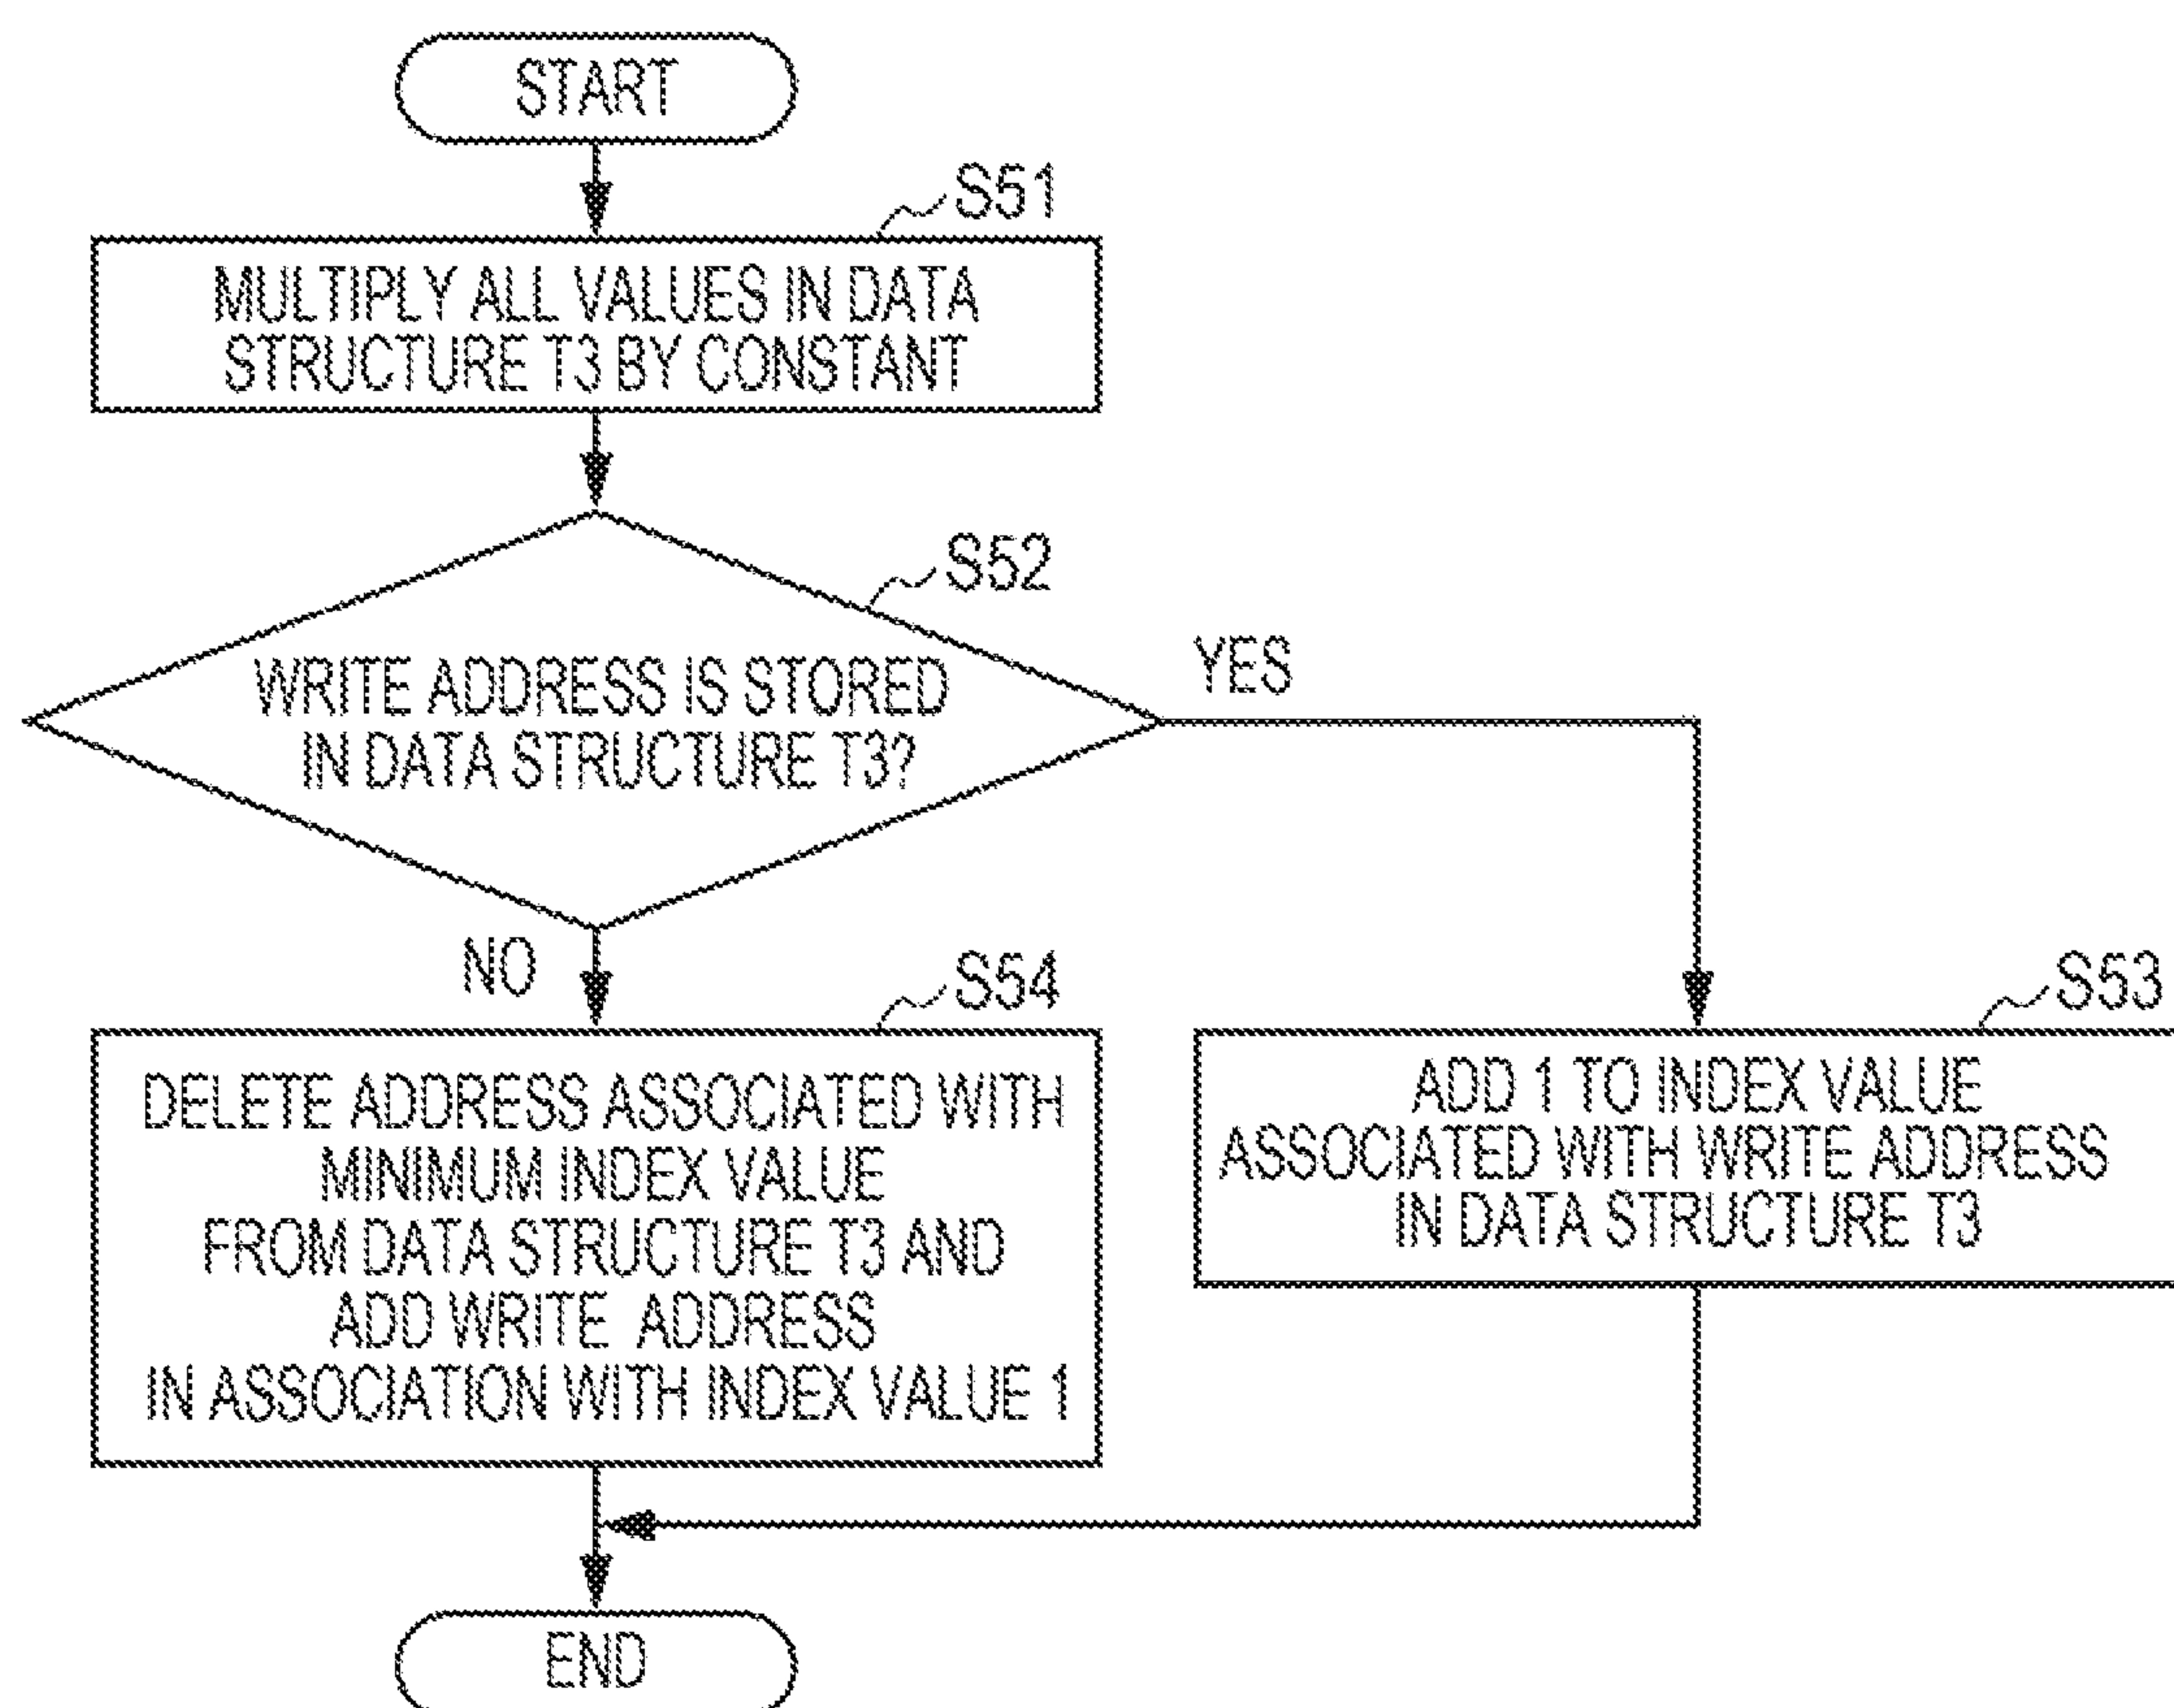 START
S51
MULTIPLY ALL VALUES IN DATA
STRUCTURE T3 BY CONSTANT
S52
WRITE ADDRESS IS STORED
IN DATA STRUCTURE T3?
YES
NO
S54
DELETE ADDRESS ASSOCIATED WITH
MINIMUM INDEX VALUE
FROM DATA STRUCTURE T3 AND
ADD WRITE ADDRESS
IN ASSOCIATION WITH INDEX VALUE 1
S53
ADD 1 TO INDEX VALUE
ASSOCIATED WITH WRITE ADDRESS
IN DATA STRUCTURE T3
END